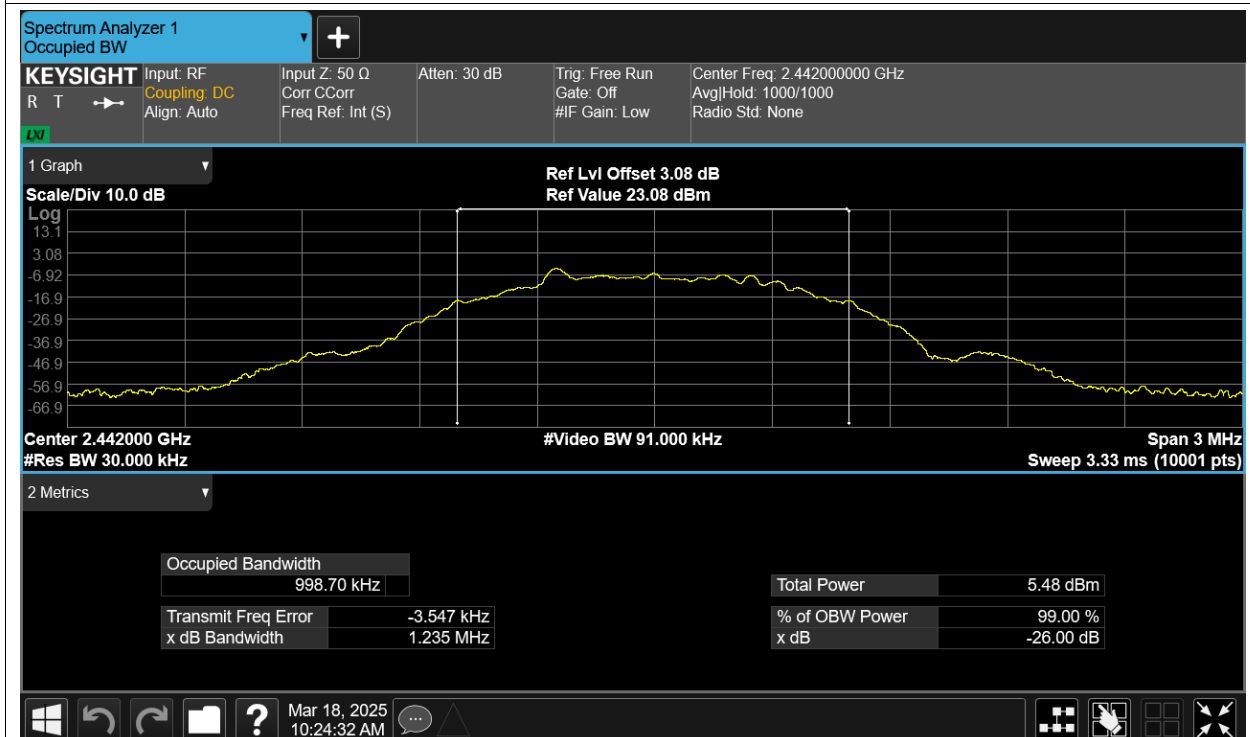 Spectrum Analyzer 1
Occupied BW
KEYSIGHT Input: RF Input Z: 50 Ω Atten: 30 dB Trig: Free Run Center Freq: 2.442000000 GHz
R T Coupling: DC Corr CCorr Gate: Off Avg|Hold: 1000/1000
Align: Auto Freq Ref: Int (S) #IF Gain: Low Radio Std: None
LXI
1 Graph
Ref Lvl Offset 3.08 dB
Scale/Div 10.0 dB Ref Value 23.08 dBm
Log
13.1
3.08
-6.92
-16.9
-26.9
-36.9
-46.9
-56.9
-66.9
Center 2.442000 GHz #Video BW 91.000 kHz Span 3 MHz
#Res BW 30.000 kHz Sweep 3.33 ms (10001 pts)
2 Metrics
Occupied Bandwidth
998.70 kHz Total Power 5.48 dBm
Transmit Freq Error -3.547 kHz % of OBW Power 99.00 %
x dB Bandwidth 1.235 MHz x dB -26.00 dB
? Mar 18, 2025
10:24:32 AM